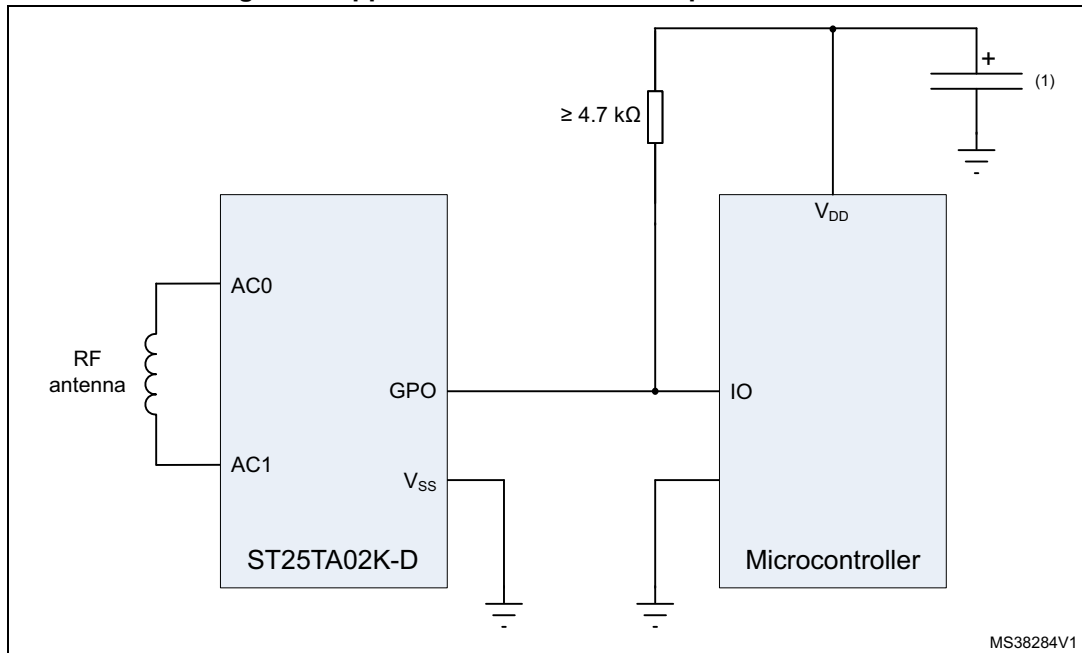 +
(1)
≥ 4.7 kΩ
VDD
AC0
RF
antenna
GPO
IO
AC1
VSS
ST25TA02K-D
Microcontroller
MS38284V1